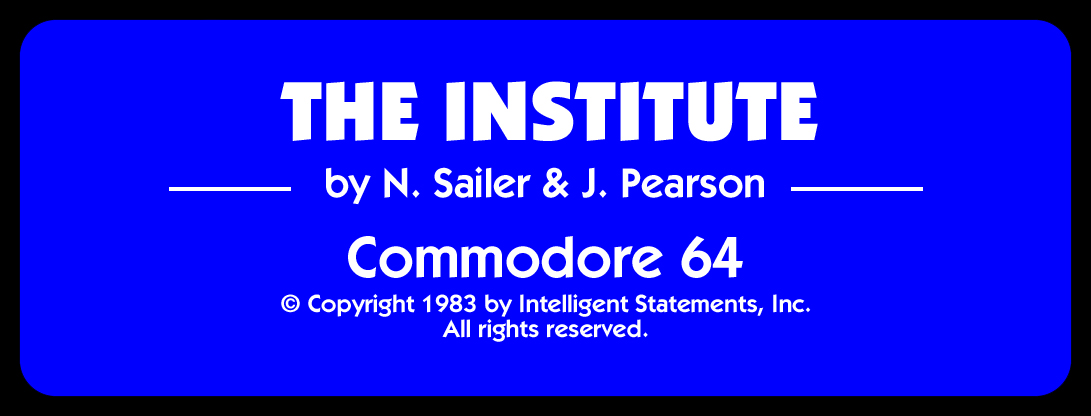 THE INSTITUTE
by N. Sailer & J. Pearson
Commodore 64
© Copyright 1983 by Intelligent Statements, Inc.
All rights reserved.